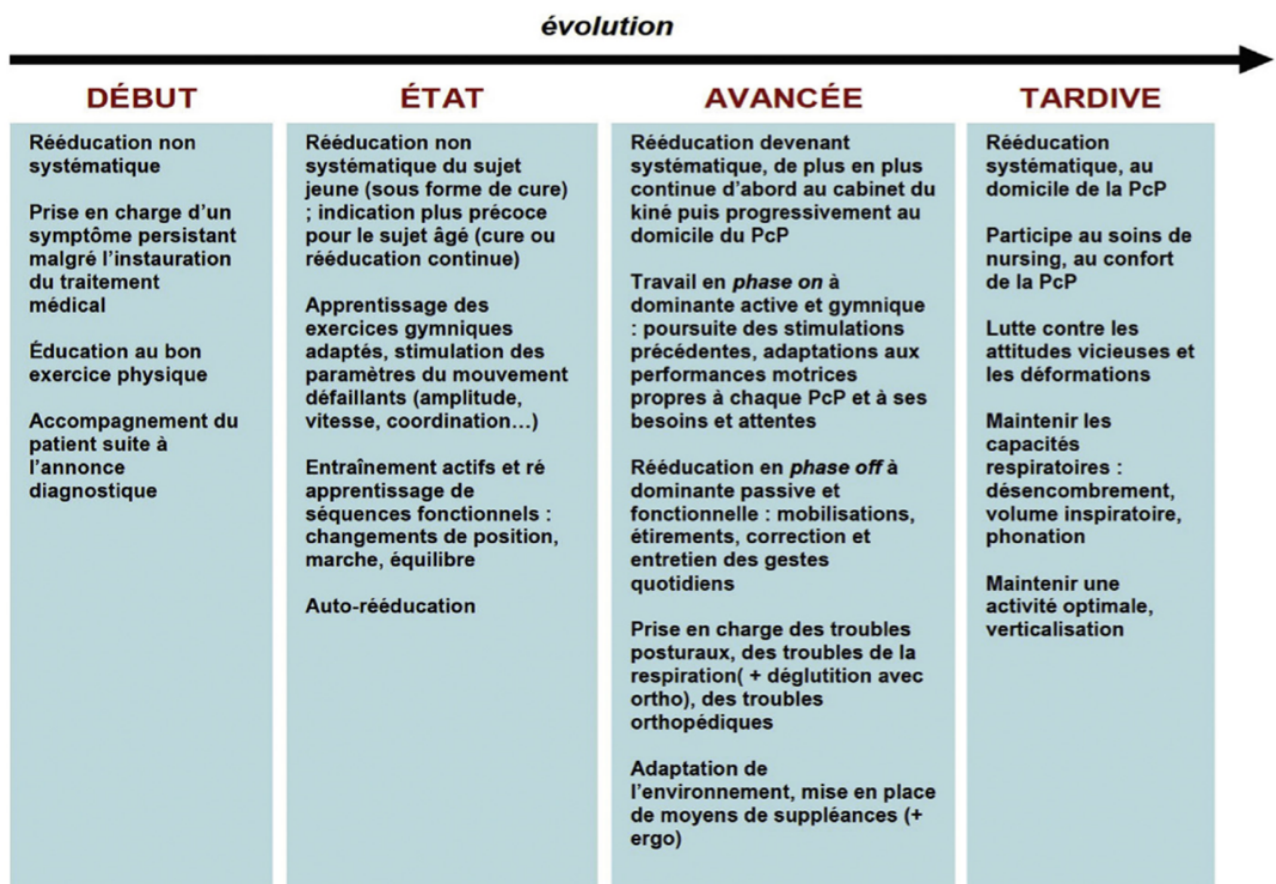 évolution
DÉBUT
Rééducation non
systématique
Prise en charge d'un
symptôme persistant
malgré l'instauration
du traitement
médical
Éducation au bon
exercice physique
Accompagnement du
patient suite à
l'annonce
diagnostique
ÉTAT
Rééducation non
systématique du sujet
jeune (sous forme de cure)
; indication plus précoce
pour le sujet âgé (cure ou
rééducation continue)
Apprentissage des
exercices gymniques
adaptés, stimulation des
paramètres du mouvement
défaillants (amplitude,
vitesse, coordination…)
Entraînement actifs et ré
apprentissage de
séquences fonctionnels :
changements de position,
marche, équilibre
Auto-rééducation
AVANCÉE
Rééducation devenant
systématique, de plus en plus
continue d'abord au cabinet du
kiné puis progressivement au
domicile du PcP
Travail en phase on à
dominante active et gymnique
: poursuite des stimulations
précédentes, adaptations aux
performances motrices
propres à chaque PcP et à ses
besoins et attentes
Rééducation en phase off à
dominante passive et
fonctionnelle : mobilisations,
étirements, correction et
entretien des gestes
quotidiens
Prise en charge des troubles
posturaux, des troubles de la
respiration( + déglutition avec
ortho), des troubles
orthopédiques
Adaptation de
l'environnement, mise en place
de moyens de suppléances (+
ergo)
TARDIVE
Rééducation
systématique, au
domicile de la PcP
Participe au soins de
nursing, au confort
de la PcP
Lutte contre les
attitudes vicieuses et
les déformations
Maintenir les
capacités
respiratoires :
désencombrement,
volume inspiratoire,
phonation
Maintenir une
activité optimale,
verticalisation